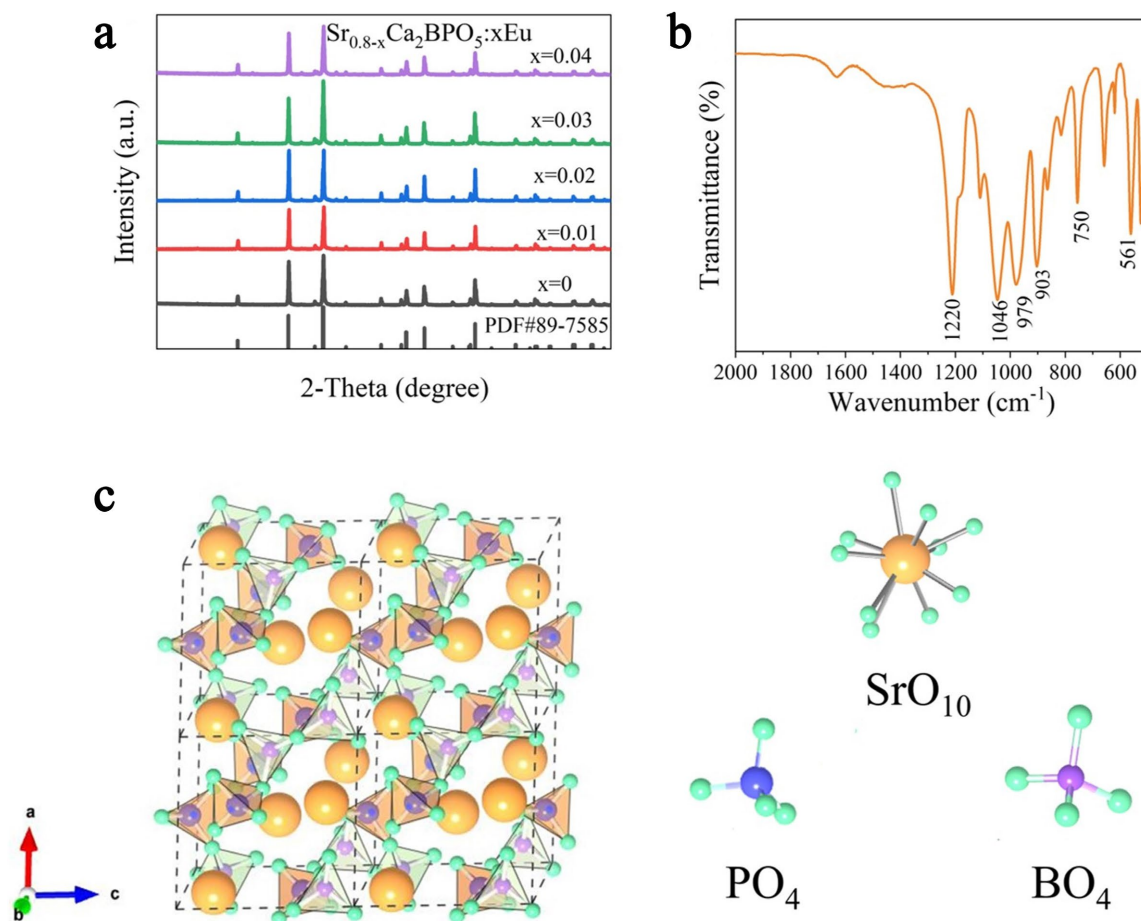 a
Sr0.8-xCa2BPO5:xEu
x=0.04
x=0.03
x=0.02
x=0.01
x=0
PDF#89-7585
Intensity (a.u.)
2-Theta (degree)
b
Transmittance (%)
1220
1046
979
903
750
561
2000 1800 1600 1400 1200 1000 800 600
Wavenumber (cm-1)
c
a
b
c
SrO10
PO4
BO4